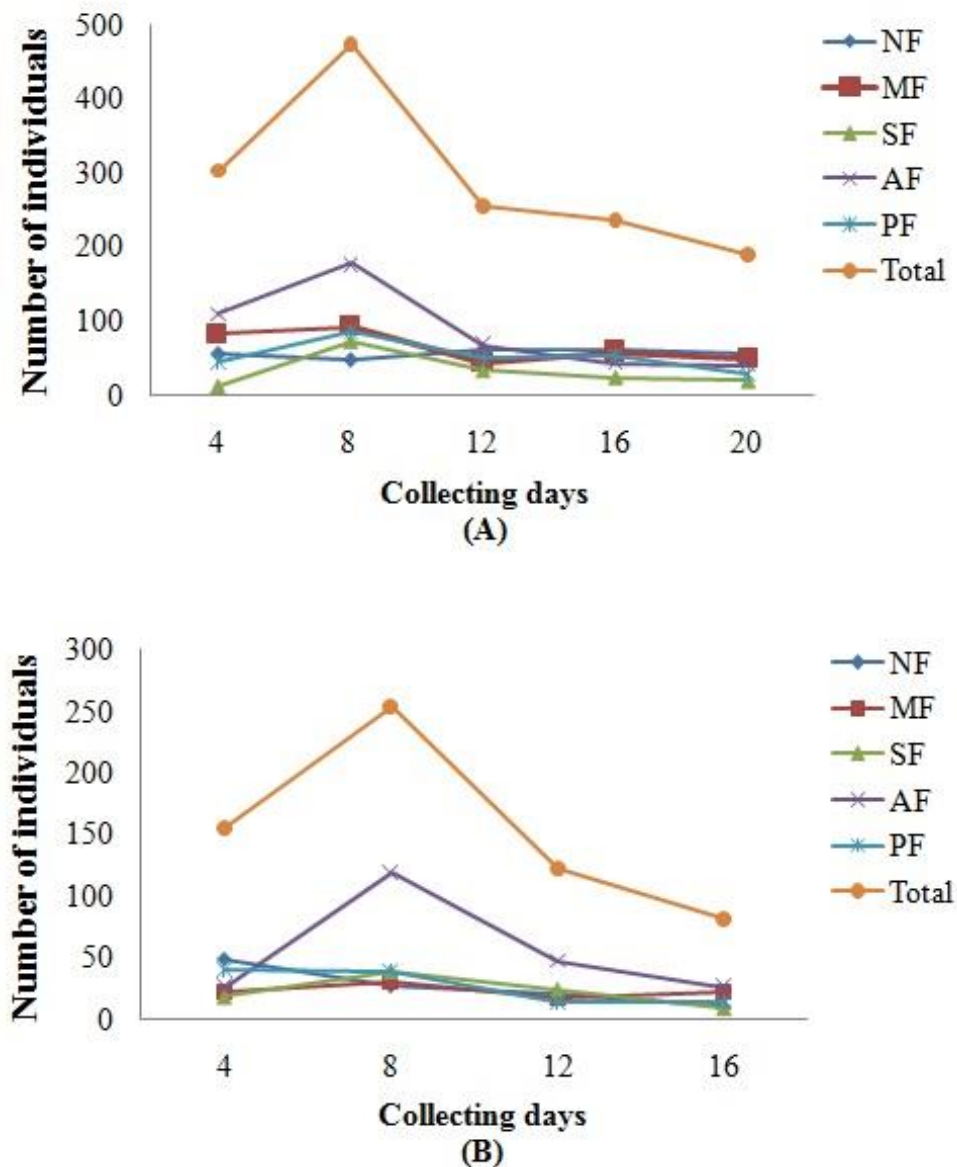 Number of individuals
500
400
300
200
100
0
4 8 12 16 20
Collecting days
(A)
NF
MF
SF
AF
PF
Total
Number of individuals
300
250
200
150
100
50
0
4 8 12 16
Collecting days
(B)
NF
MF
SF
AF
PF
Total